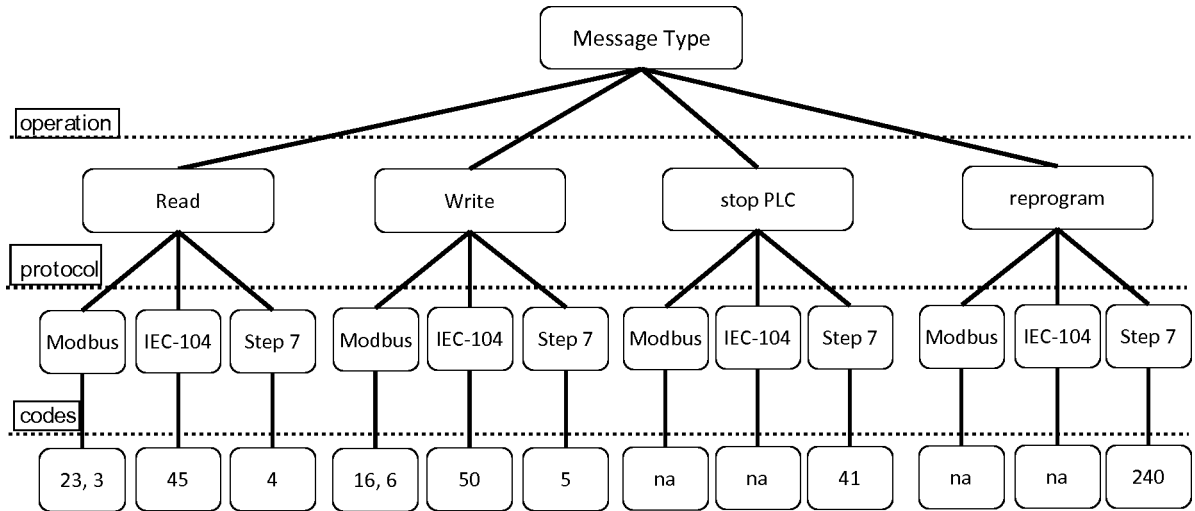 Message Type
operation
Read
Write
stop PLC
reprogram
protocol
Modbus
IEC-104
Step 7
Modbus
IEC-104
Step 7
Modbus
IEC-104
Step 7
Modbus
IEC-104
Step 7
codes
23, 3
45
4
16, 6
50
5
na
na
41
na
na
240